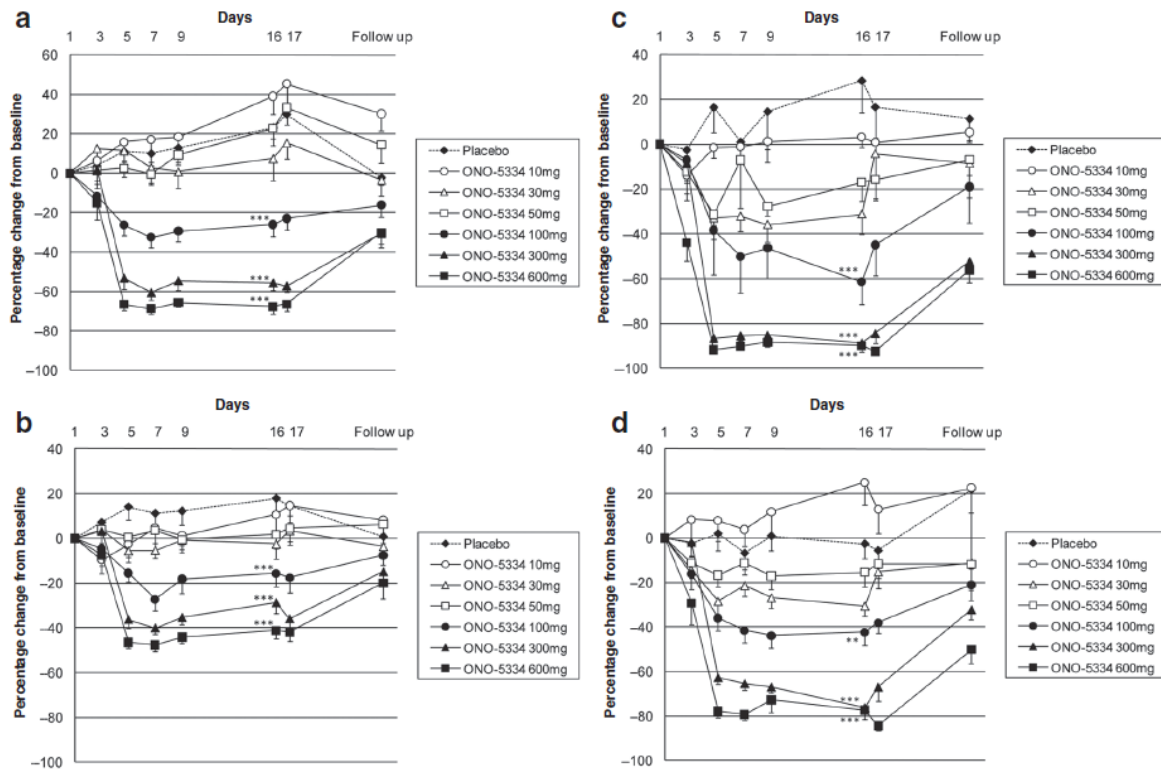 a
Days
1 3 5 7 9 16 17 Follow up
60
40
20
0
−20
−40
−60
−80
−100
Percentage change from baseline
***
***
***
Placebo
ONO-5334 10mg
ONO-5334 30mg
ONO-5334 50mg
ONO-5334 100mg
ONO-5334 300mg
ONO-5334 600mg
c
Days
1 3 5 7 9 16 17 Follow up
40
20
0
−20
−40
−60
−80
−100
Percentage change from baseline
***
***
***
Placebo
ONO-5334 10mg
ONO-5334 30mg
ONO-5334 50mg
ONO-5334 100mg
ONO-5334 300mg
ONO-5334 600mg
b
Days
1 3 5 7 9 16 17 Follow up
40
20
0
−20
−40
−60
−80
−100
Percentage change from baseline
***
***
***
Placebo
ONO-5334 10mg
ONO-5334 30mg
ONO-5334 50mg
ONO-5334 100mg
ONO-5334 300mg
ONO-5334 600mg
d
Days
1 3 5 7 9 16 17 Follow up
40
20
0
−20
−40
−60
−80
−100
Percentage change from baseline
**
***
***
Placebo
ONO-5334 10mg
ONO-5334 30mg
ONO-5334 50mg
ONO-5334 100mg
ONO-5334 300mg
ONO-5334 600mg